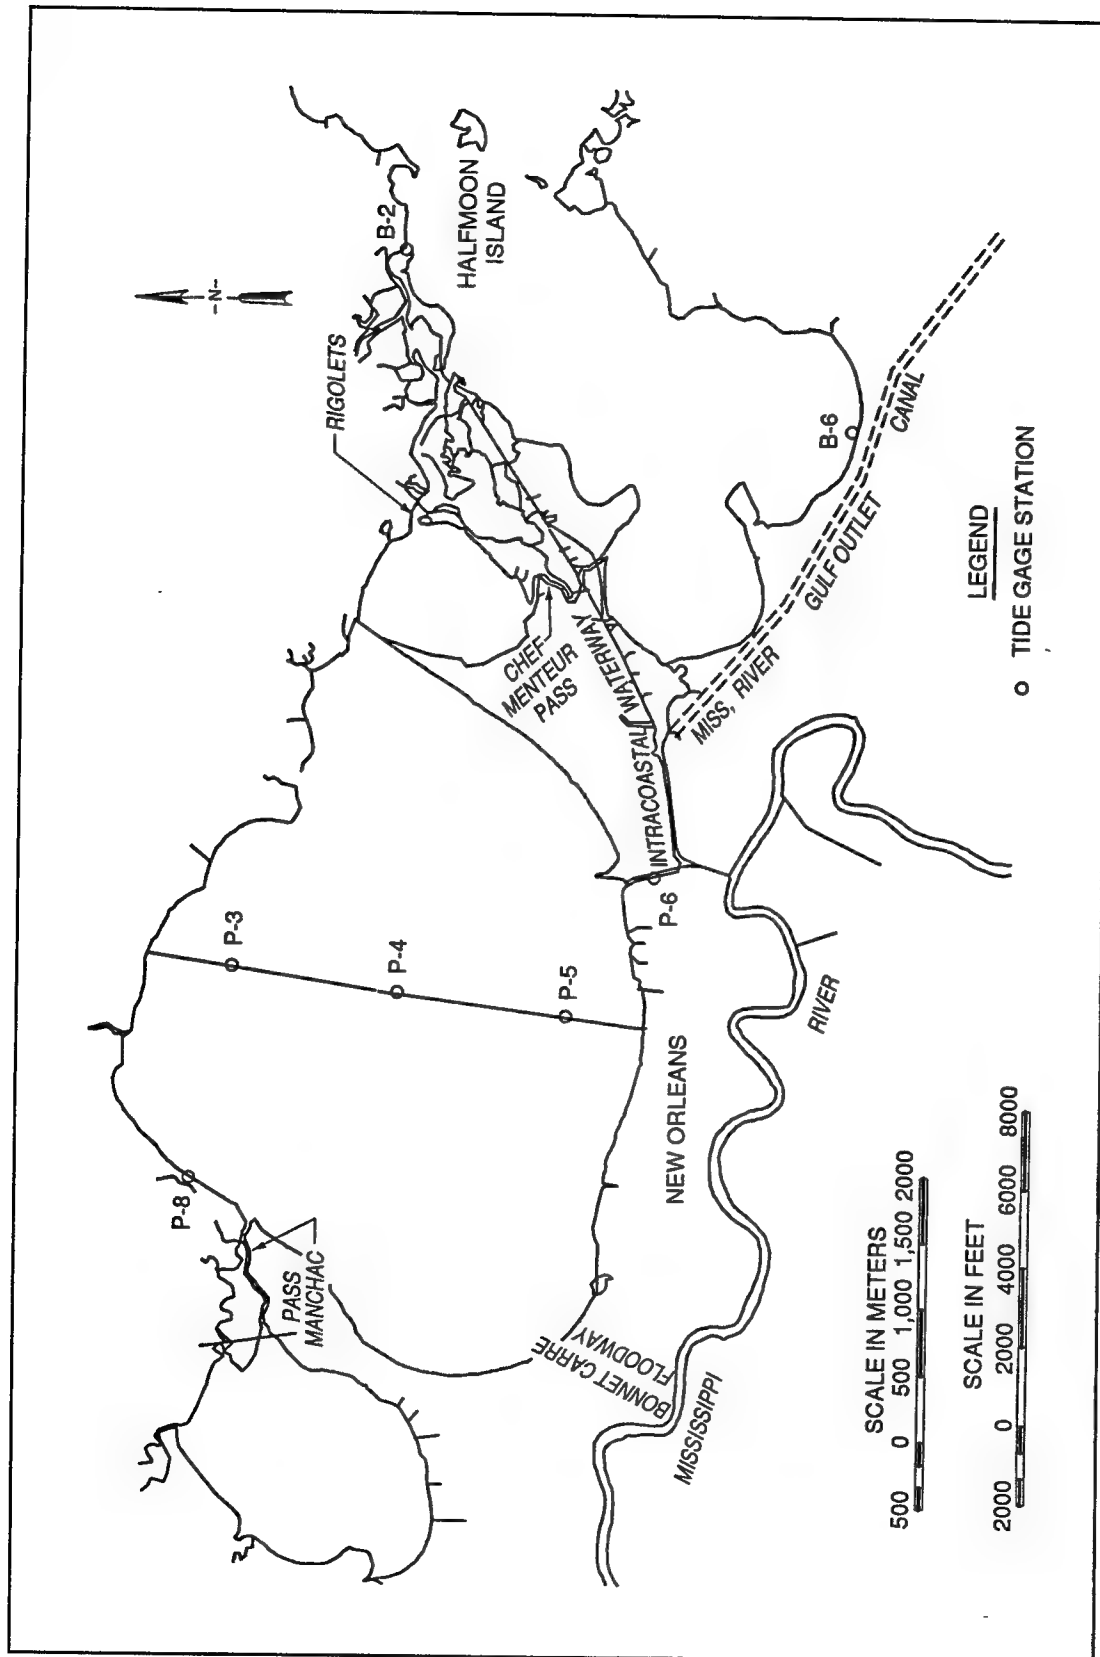 -N-
RIGOLETS
B-2
HALFMOON
ISLAND
P-8
PASS
MANCHAC
P-3
P-4
P-5
CHEF
MENTEUR
PASS
INTRACOASTAL WATERWAY
P-6
B-6
MISS, RIVER GULF OUTLET CANAL
NEW ORLEANS
BONNET CARRE
FLOODWAY
MISSISSIPPI RIVER
SCALE IN METERS
500 0 500 1,000 1,500 2000
SCALE IN FEET
2000 0 2000 4000 6000 8000
LEGEND
TIDE GAGE STATION